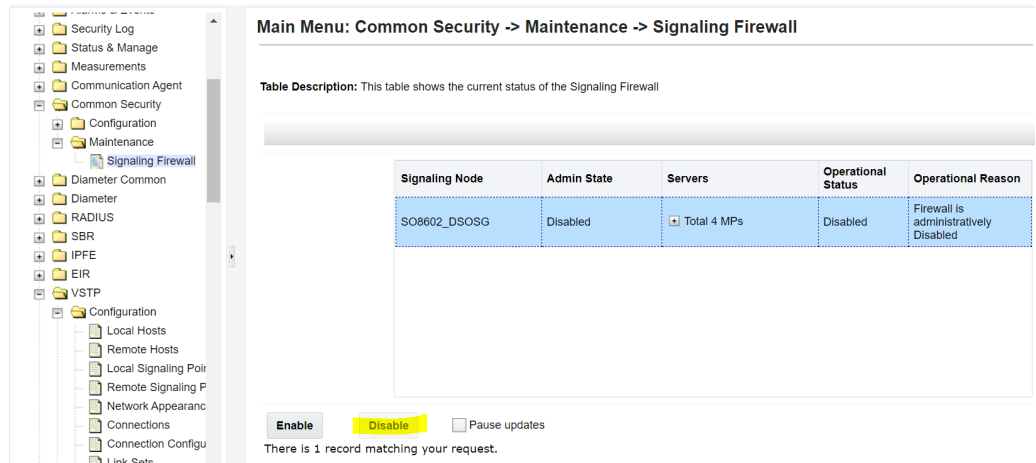 Alarms & Events
Security Log
Status & Manage
Measurements
Communication Agent
Common Security
Configuration
Maintenance
Signaling Firewall
Diameter Common
Diameter
RADIUS
SBR
IPFE
EIR
VSTP
Configuration
Local Hosts
Remote Hosts
Local Signaling Poir
Remote Signaling P
Network Appearanc
Connections
Connection Configu
Link Sets
Main Menu: Common Security -> Maintenance -> Signaling Firewall
Table Description: This table shows the current status of the Signaling Firewall
Signaling Node Admin State Servers Operational Status Operational Reason
SO8602_DSOSG Disabled Total 4 MPs Disabled Firewall is administratively Disabled
Enable Disable Pause updates
There is 1 record matching your request.